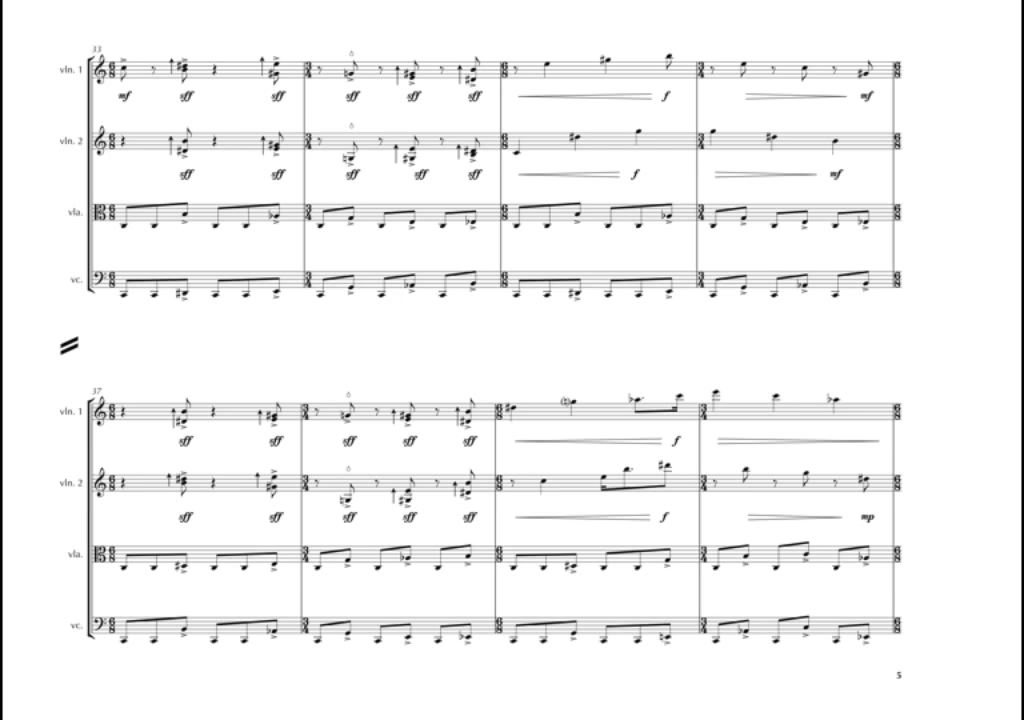 33
vln. 1
mf sff sff sff sff sff f mf
vln. 2
sff sff sff sff sff f mf
vla.
vc.
37
vln. 1
sff sff sff sff sff f
vln. 2
sff sff sff sff sff f mp
vla.
vc.
5